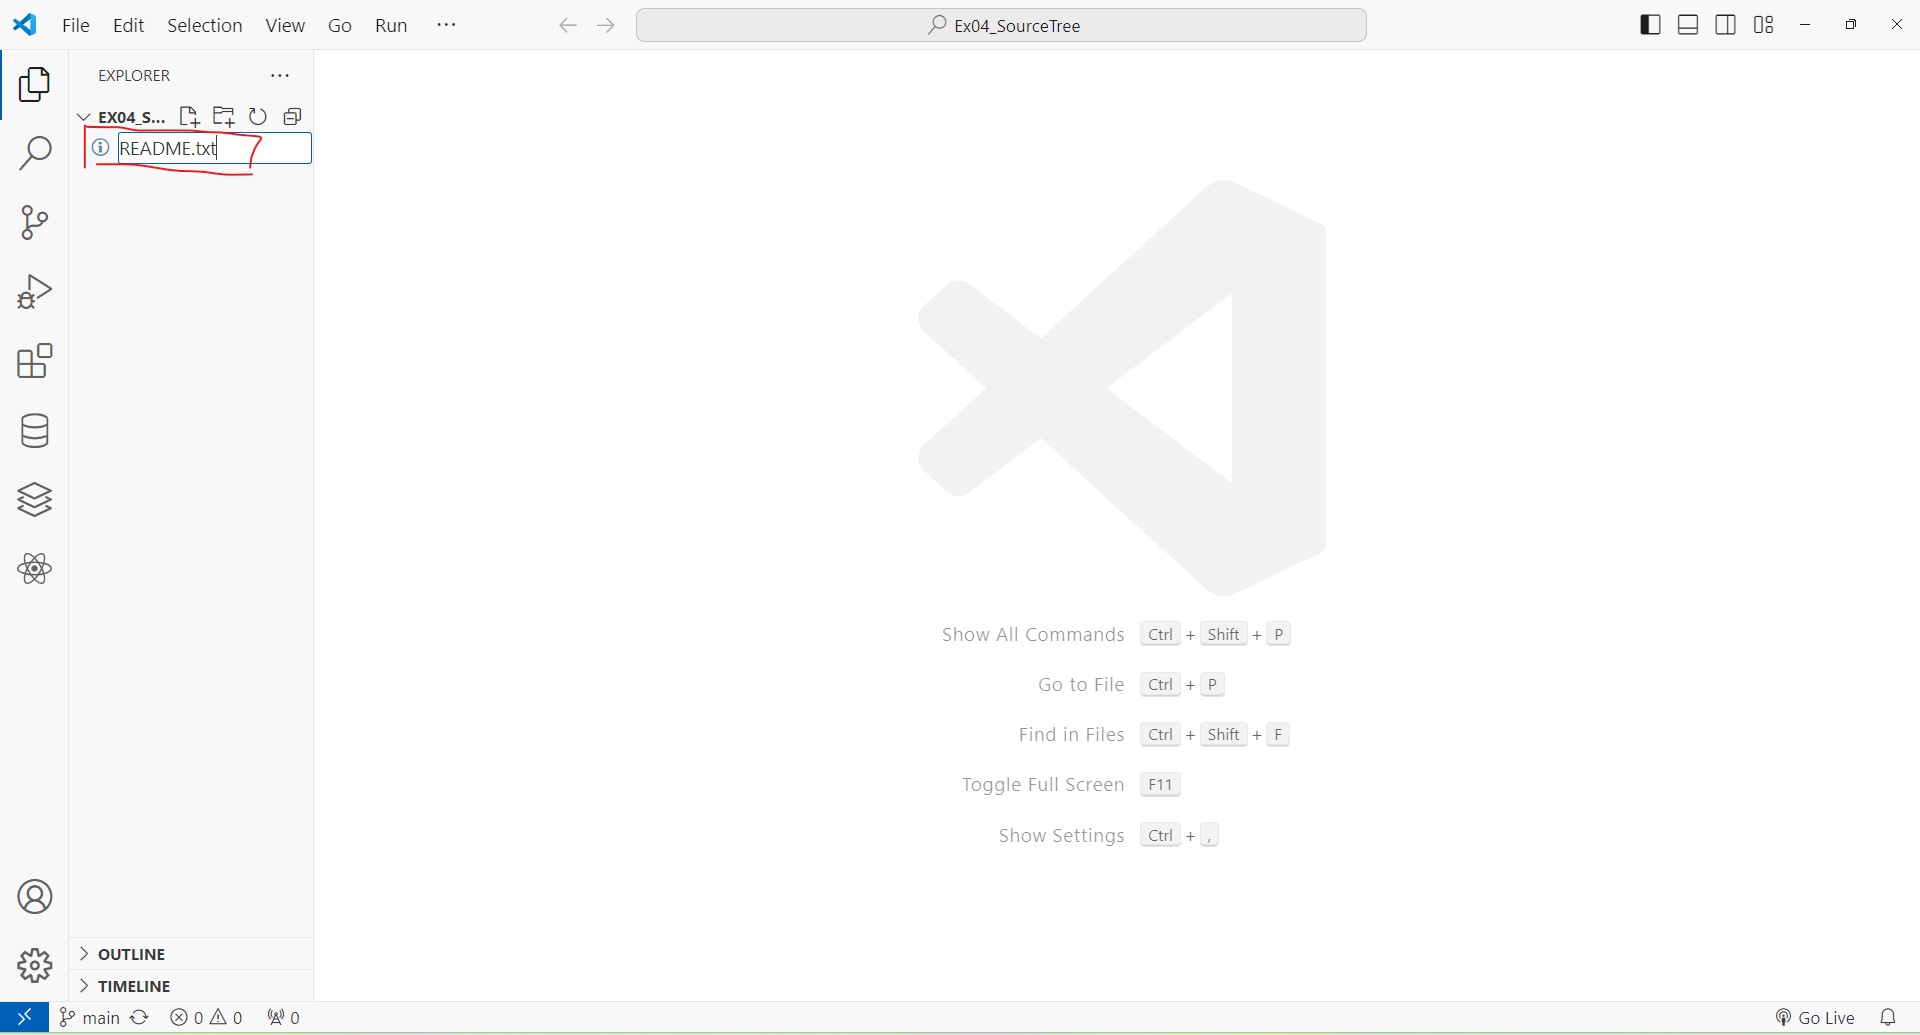 File Edit Selection View Go Run ···
Ex04_SourceTree
EXPLORER ···
EX04_S...
README.txt
Show All Commands Ctrl + Shift + P
Go to File Ctrl + P
Find in Files Ctrl + Shift + F
Toggle Full Screen F11
Show Settings Ctrl + ,
OUTLINE
TIMELINE
main 0 0 0 Go Live